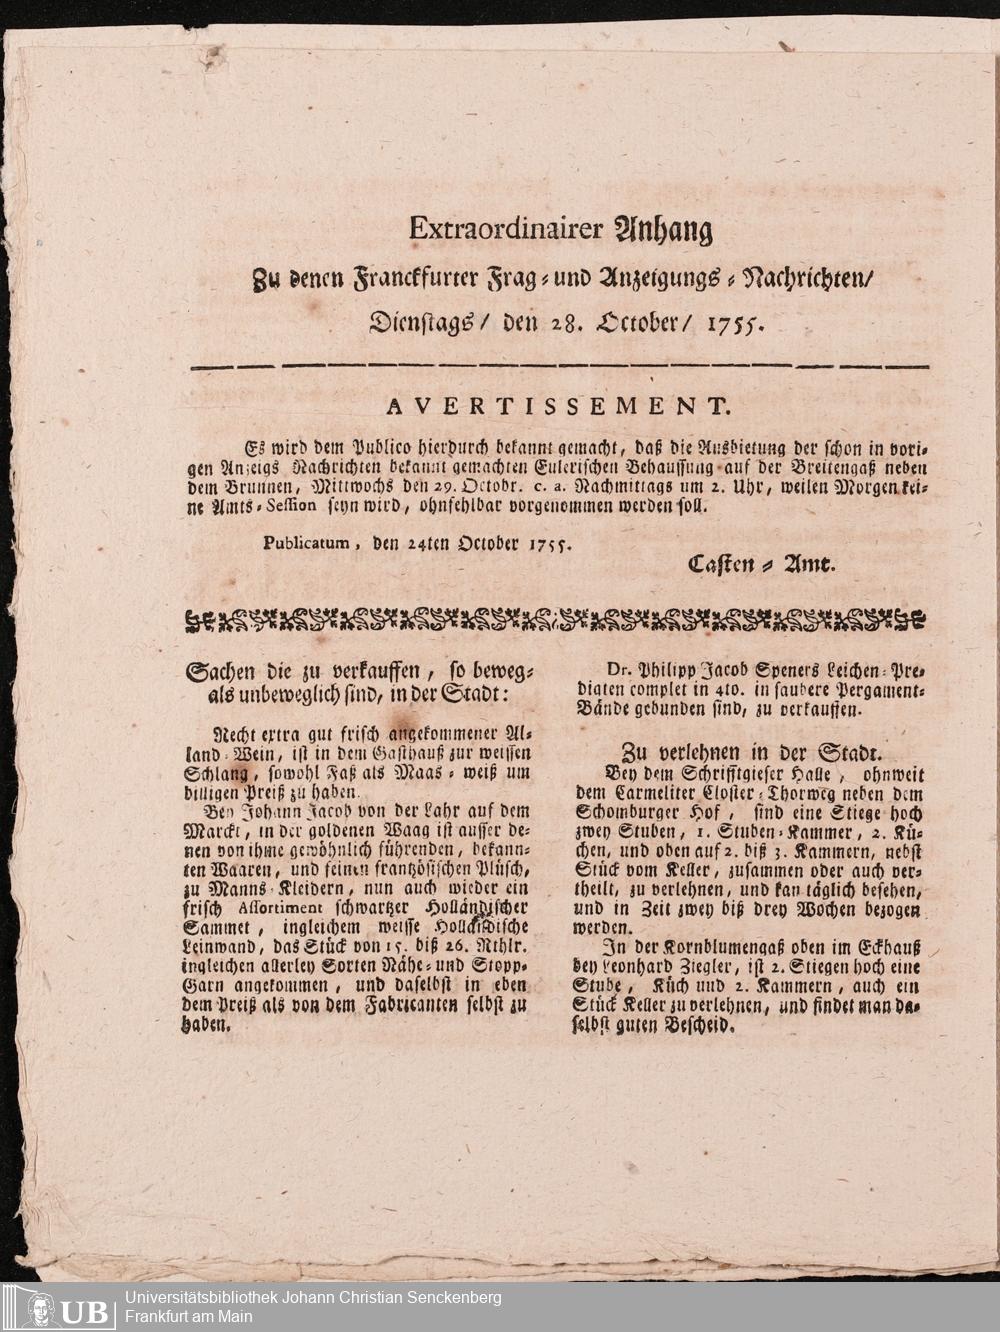 Extraordinairer Anhang
Zu denen Franckfurter Frag- und Anzeigungs-Nachrichten/
Dienstags/ den 28. October/ 1755.
AVERTISSEMENT.
Es wird dem Publico hierdurch bekannt gemacht, daß die Ausbietung der schon in vori-
gen Anzeigs Nachrichten bekannt gemachten Eulerischen Behaussung auf der Breitengaß neben
dem Brunnen, Mittwochs den 29. Octobr. c. a. Nachmittags um 2. Uhr, weilen Morgen kei-
ne Amts-Session seyn wird, ohnfehlbar vorgenommen werden soll.
Publicatum, den 24ten October 1755.
Casten-Amt.
Sachen die zu verkauffen, so beweg-
als unbeweglich sind, in der Stadt:
Recht extra gut frisch angekommener Al-
land-Wein, ist in dem Gasthauß zur weissen
Schlang, sowohl Faß als Maas-weiß um
billigen Preiß zu haben.
Bey Johann Jacob von der Lahr auf dem
Marckt, in der goldenen Waag ist ausser de-
nen von ihme gewöhnlich führenden, bekann-
ten Waaren, und feinen frantzösischen Plüsch,
zu Manns-Kleidern, nun auch wieder ein
frisch Assortiment schwartzer Holländischer
Sammet, ingleichem weisse Holländische
Leinwand, das Stück von 15. biß 26. Rthlr.
ingleichen allerley Sorten Nähe- und Stopp-
Garn angekommen, und daselbst in eben
dem Preiß als von dem Fabricanten selbst zu
haben.
Dr. Philipp Jacob Speners Leichen-Pre-
digten complet in 4to. in saubere Pergament-
Bände gebunden sind, zu verkauffen.
Zu verlehnen in der Stadt.
Bey dem Schrifftgieser Halle, ohnweit
dem Carmeliter Closter-Thorweg neben dem
Schomburger Hof, sind eine Stiege hoch
zwey Stuben, 1. Stuben-Kammer, 2. Kü-
chen, und oben auf 2. biß 3. Kammern, nebst
Stück vom Keller, zusammen oder auch ver-
theilt, zu verlehnen, und kan täglich besehen,
und in Zeit zwey biß drey Wochen bezogen
werden.
In der Kornblumengaß oben im Eckhauß
bey Leonhard Ziegler, ist 2. Stiegen hoch eine
Stube, Küch und 2. Kammern, auch ein
Stück Keller zu verlehnen, und findet man da-
selbst guten Bescheid.
UB
Universitätsbibliothek Johann Christian Senckenberg
Frankfurt am Main